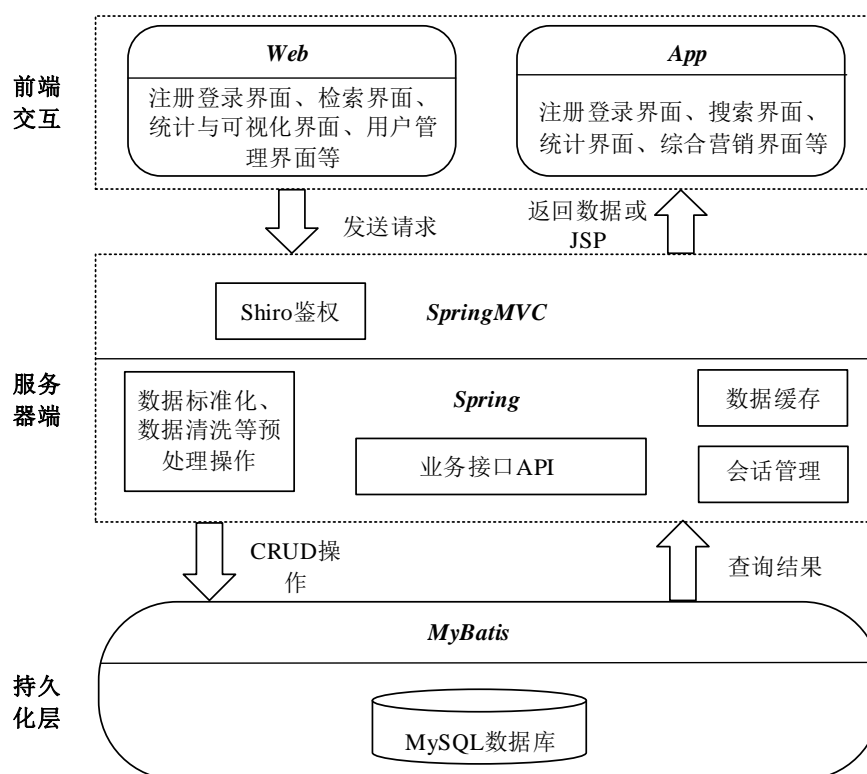 前端
交互
Web
注册登录界面、检索界面、
统计与可视化界面、用户管
理界面等
App
注册登录界面、搜索界面、
统计界面、综合营销界面等
发送请求
返回数据或
JSP
服务
器端
Shiro鉴权
SpringMVC
数据标准化、
数据清洗等预
处理操作
Spring
业务接口API
数据缓存
会话管理
CRUD操
作
查询结果
持久
化层
MyBatis
MySQL数据库